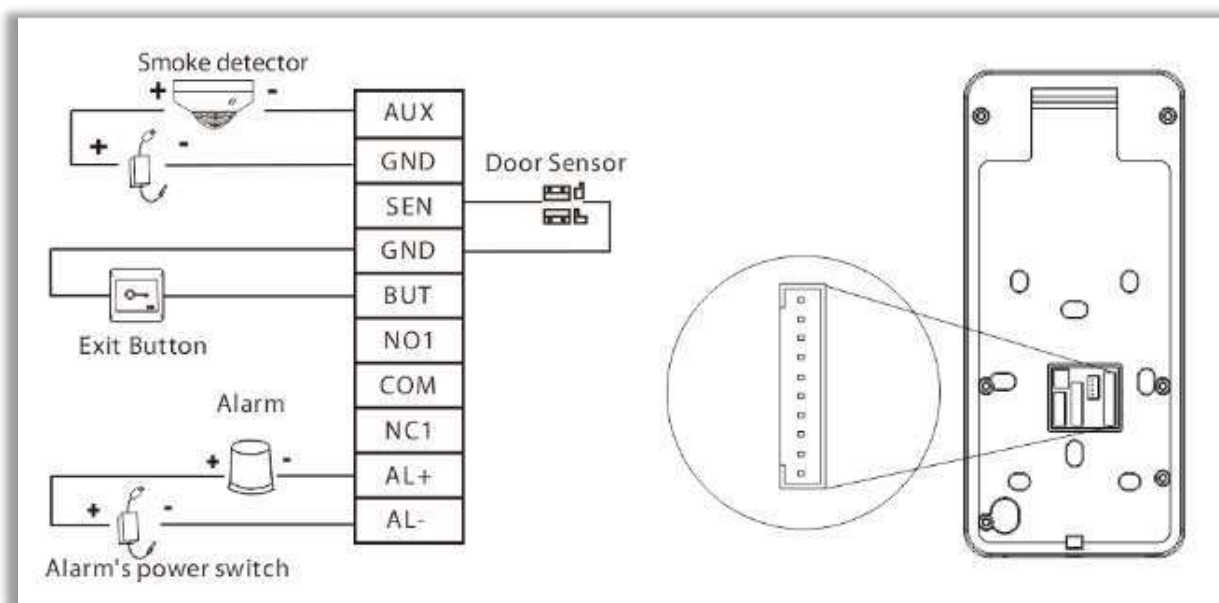 Smoke detector
+ -
+ -
AUX
GND
Door Sensor
SEN
GND
BUT
Exit Button
NO1
COM
Alarm
NC1
+ -
AL+
+ -
AL-
Alarm's power switch